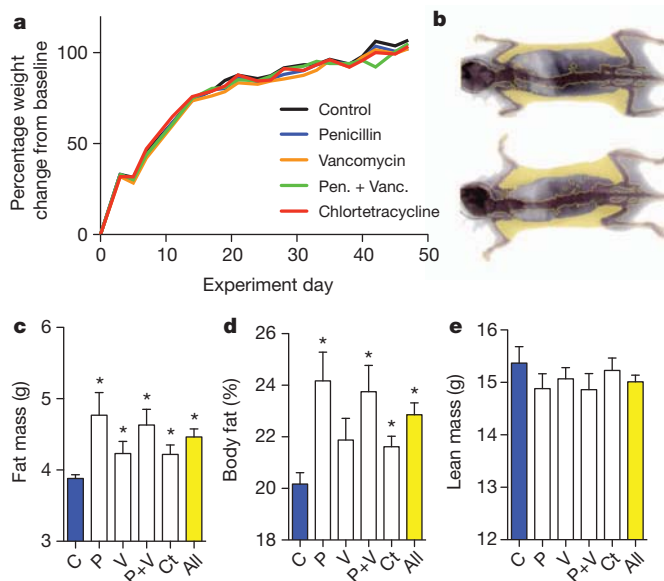 a
Percentage weight
change from baseline
100
50
0
0 10 20 30 40 50
Experiment day
Control
Penicillin
Vancomycin
Pen. + Vanc.
Chlortetracycline
b
c
Fat mass (g)
6
5
4
3
C P V P+V Ct All
* * * * *
d
Body fat (%)
26
24
22
20
18
C P V P+V Ct All
* * * *
e
Lean mass (g)
16
15
14
13
12
C P V P+V Ct All